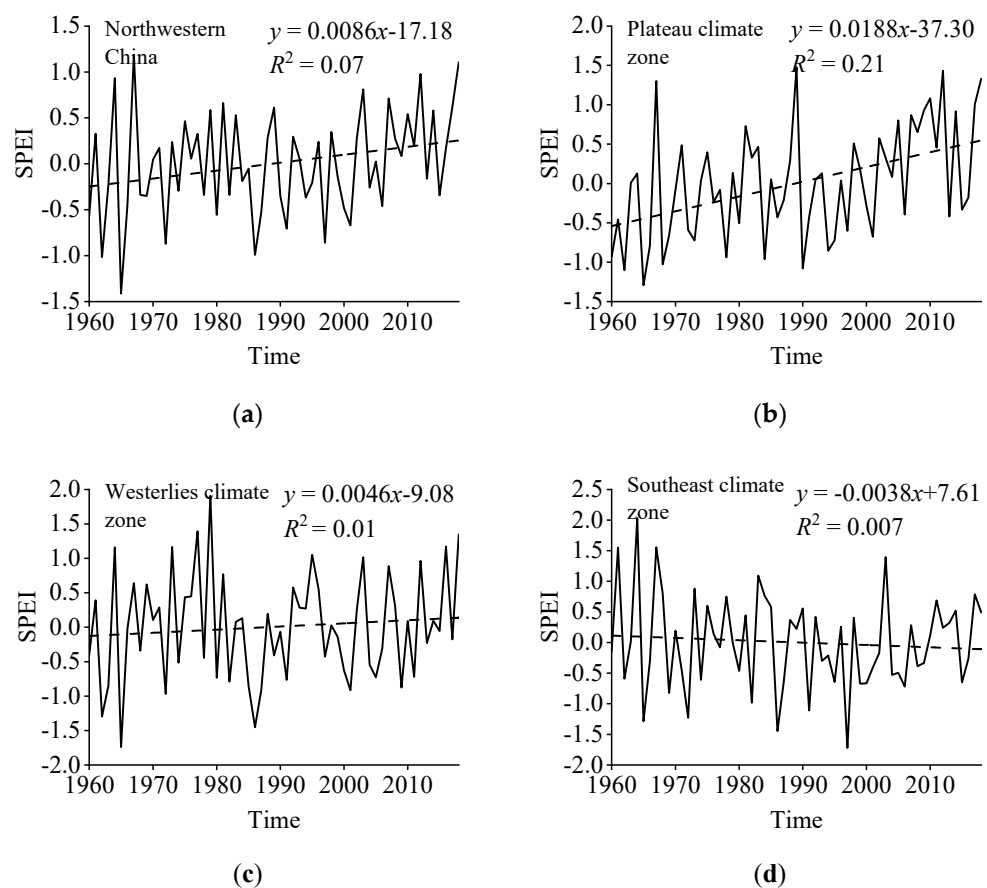 Northwestern
China
y = 0.0086x-17.18
R² = 0.07
SPEI
1.5
1.0
0.5
0.0
-0.5
-1.0
-1.5
1960 1970 1980 1990 2000 2010
Time
(a)
Plateau climate
zone
y = 0.0188x-37.30
R² = 0.21
SPEI
2.0
1.5
1.0
0.5
0.0
-0.5
-1.0
-1.5
1960 1970 1980 1990 2000 2010
Time
(b)
Westerlies climate
zone
y = 0.0046x-9.08
R² = 0.01
SPEI
2.0
1.5
1.0
0.5
0.0
-0.5
-1.0
-1.5
-2.0
1960 1970 1980 1990 2000 2010
Time
(c)
Southeast climate
zone
y = -0.0038x+7.61
R² = 0.007
SPEI
2.5
2.0
1.5
1.0
0.5
0.0
-0.5
-1.0
-1.5
-2.0
1960 1970 1980 1990 2000 2010
Time
(d)